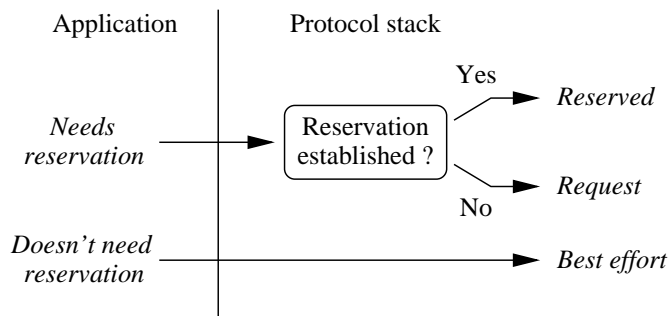 Application
Protocol stack
Yes
Reserved
Needs
reservation
Reservation
established ?
Request
No
Doesn't need
reservation
Best effort